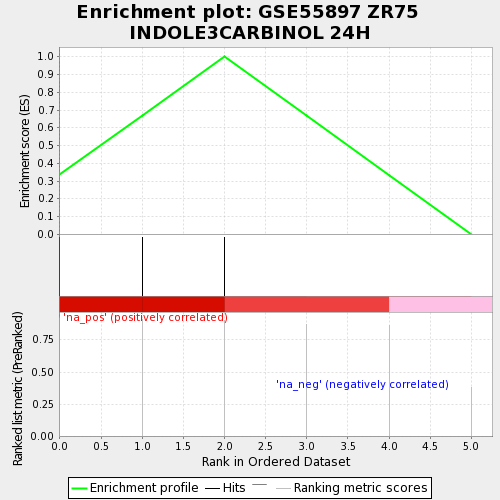 Enrichment plot: GSE55897 ZR75
INDOLE3CARBINOL 24H
Enrichment score (ES)
1.0
0.9
0.8
0.7
0.6
0.5
0.4
0.3
0.2
0.1
0.0
'na_pos' (positively correlated)
'na_neg' (negatively correlated)
Ranked list metric (PreRanked)
0.75
0.50
0.25
0.00
0.0 0.5 1.0 1.5 2.0 2.5 3.0 3.5 4.0 4.5 5.0
Rank in Ordered Dataset
Enrichment profile Hits Ranking metric scores